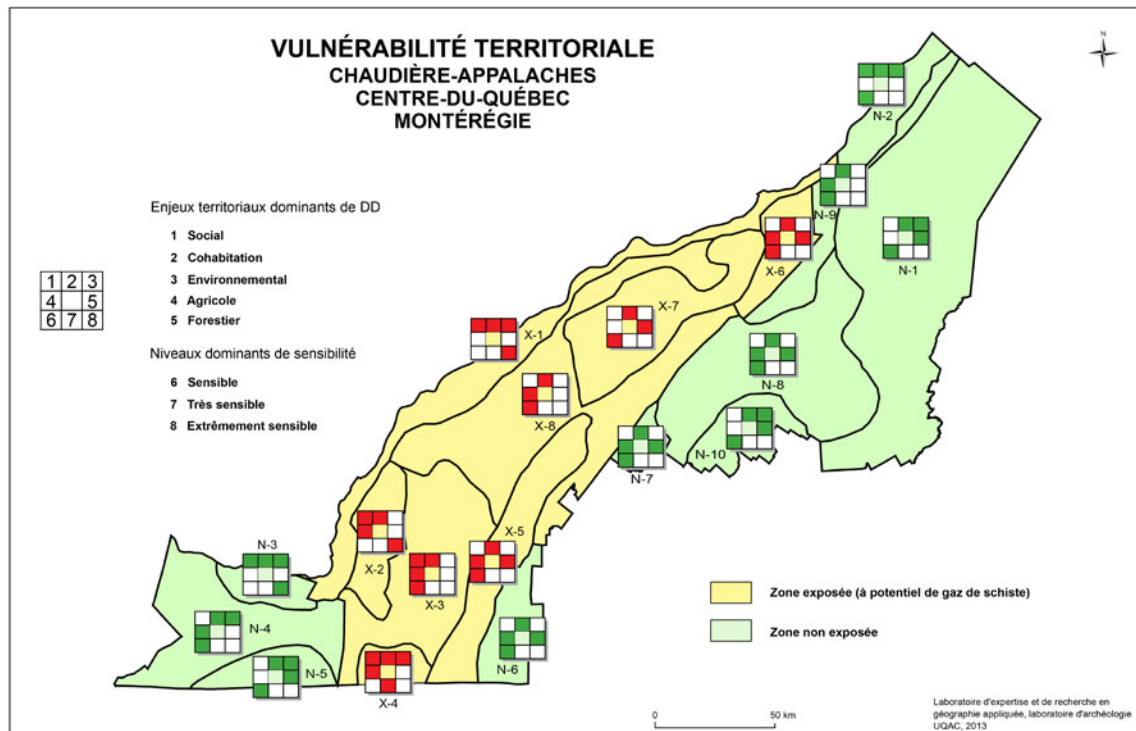 VULNÉRABILITÉ TERRITORIALE
CHAUDIÈRE-APPALACHES
CENTRE-DU-QUÉBEC
MONTÉRÉGIE
N
Enjeux territoriaux dominants de DD
1 Social
2 Cohabitation
3 Environnemental
4 Agricole
5 Forestier
Niveaux dominants de sensibilité
6 Sensible
7 Très sensible
8 Extrêmement sensible
1 2 3
4 5
6 7 8
N-2
N-9
N-1
X-6
X-7
X-1
N-8
X-8
N-10
N-7
X-5
N-3
X-2
X-3
N-4
N-6
N-5
X-4
Zone exposée (à potentiel de gaz de schiste)
Zone non exposée
0 50 km
Laboratoire d'expertise et de recherche en
géographie appliquée, laboratoire d'archéologie
UQAC, 2013